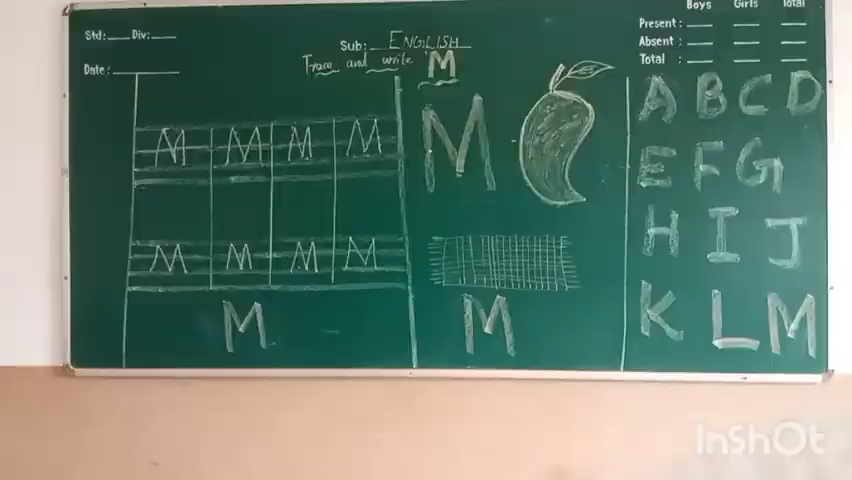 Std: Div:
Date:
Sub: ENGLISH
Trace and write 'M'
Boys Girls Total
Present:
Absent:
Total:
M M M M
M M M M
M
M
M
A B C D
E F G
H I J
K L M
InShOt